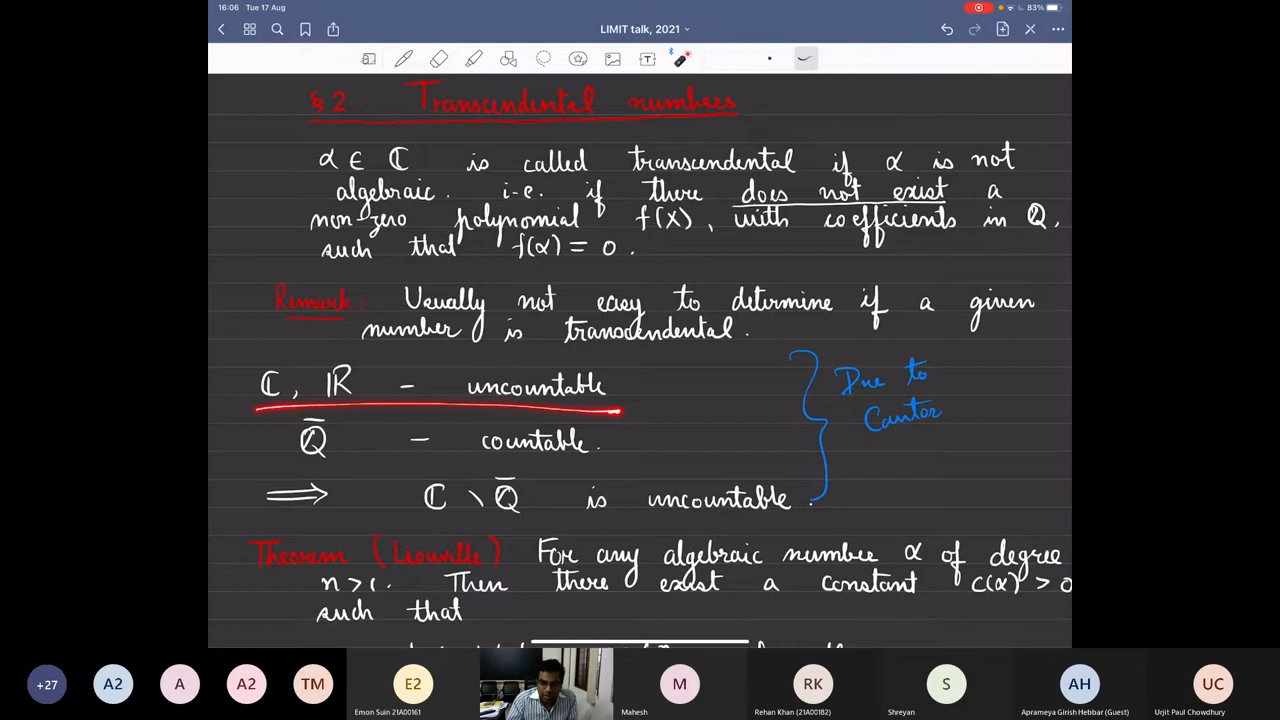 16:06 Tue 17 Aug
83%
LIMIT talk, 2021
§ 2. Transcendental numbers
α ∈ ℂ is called transcendental if α is not
algebraic. i.e. if there does not exist a
non-zero polynomial f(X), with coefficients in ℚ,
such that f(α) = 0.
Remark: Usually not easy to determine if a given
number is transcendental.
ℂ, ℝ - uncountable
ℚ̄ - countable.
⟹ ℂ \ ℚ̄ is uncountable.
Due to
Cantor
Theorem (Liouville) For any algebraic number α of degree
n>1. Then there exist a constant c(α) > 0
such that
+27
A2
A
A2
TM
E2
M
RK
S
AH
UC
Emon Suin 21A00161
Mahesh
Rehan Khan (21A00182)
Shreyan
Aprameya Girish Hebbar (Guest)
Urjit Paul Chowdhury